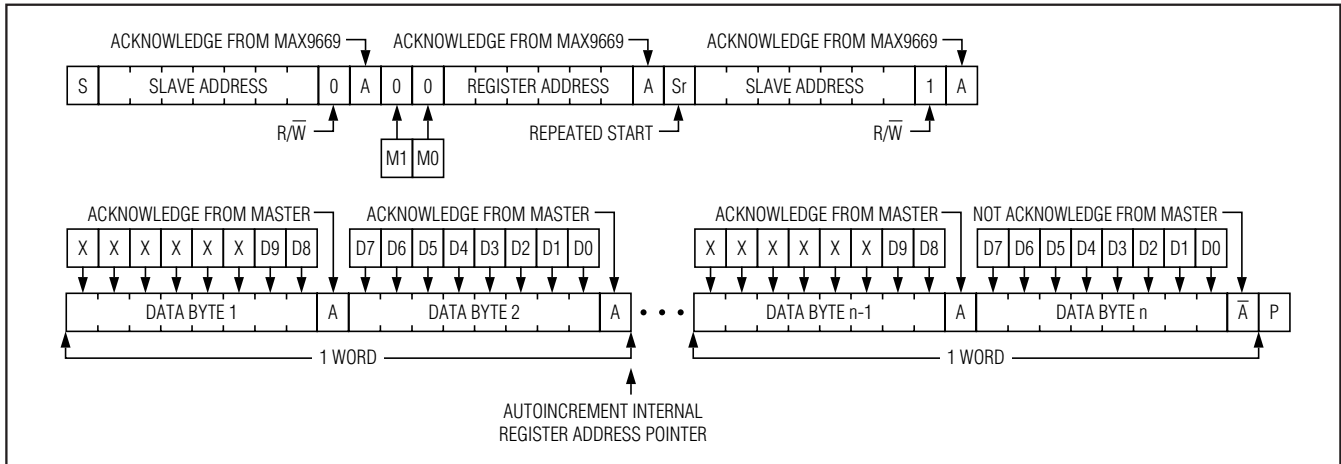 ACKNOWLEDGE FROM MAX9669 ACKNOWLEDGE FROM MAX9669 ACKNOWLEDGE FROM MAX9669
S SLAVE ADDRESS 0 A 0 0 REGISTER ADDRESS A Sr SLAVE ADDRESS 1 A
R/W̅ REPEATED START R/W̅
M1 M0
ACKNOWLEDGE FROM MASTER ACKNOWLEDGE FROM MASTER ACKNOWLEDGE FROM MASTER NOT ACKNOWLEDGE FROM MASTER
X X X X X X D9 D8 D7 D6 D5 D4 D3 D2 D1 D0 X X X X X X D9 D8 D7 D6 D5 D4 D3 D2 D1 D0
DATA BYTE 1 A DATA BYTE 2 A • • • DATA BYTE n-1 A DATA BYTE n A̅ P
1 WORD 1 WORD
AUTOINCREMENT INTERNAL
REGISTER ADDRESS POINTER